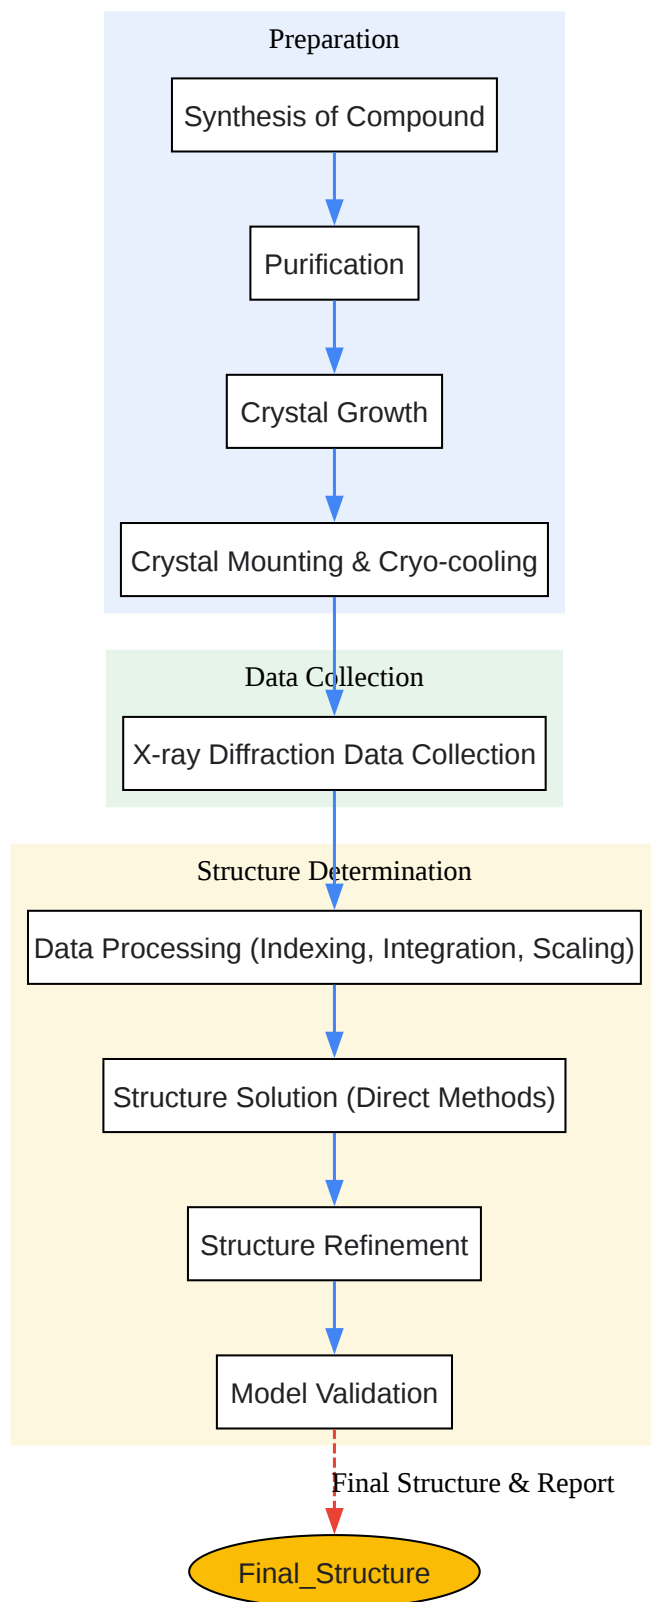 Preparation
Synthesis of Compound
Purification
Crystal Growth
Crystal Mounting & Cryo-cooling
Data Collection
X-ray Diffraction Data Collection
Structure Determination
Data Processing (Indexing, Integration, Scaling)
Structure Solution (Direct Methods)
Structure Refinement
Model Validation
Final Structure & Report
Final_Structure